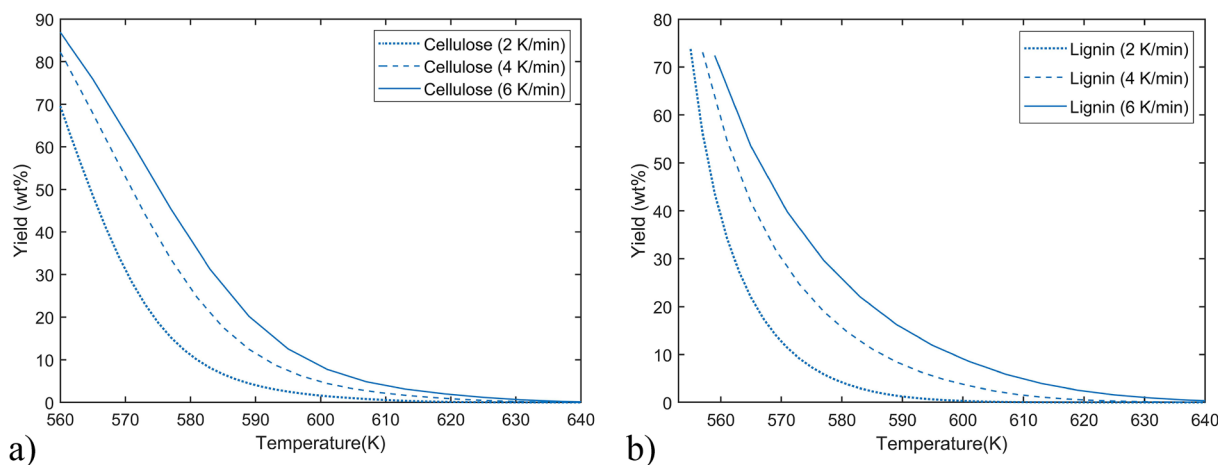 90
80
70
60
50
40
30
20
10
0
Yield (wt%)
560 570 580 590 600 610 620 630 640
Temperature(K)
Cellulose (2 K/min)
Cellulose (4 K/min)
Cellulose (6 K/min)
a)
80
70
60
50
40
30
20
10
0
Yield (wt%)
560 570 580 590 600 610 620 630 640
Temperature(K)
Lignin (2 K/min)
Lignin (4 K/min)
Lignin (6 K/min)
b)